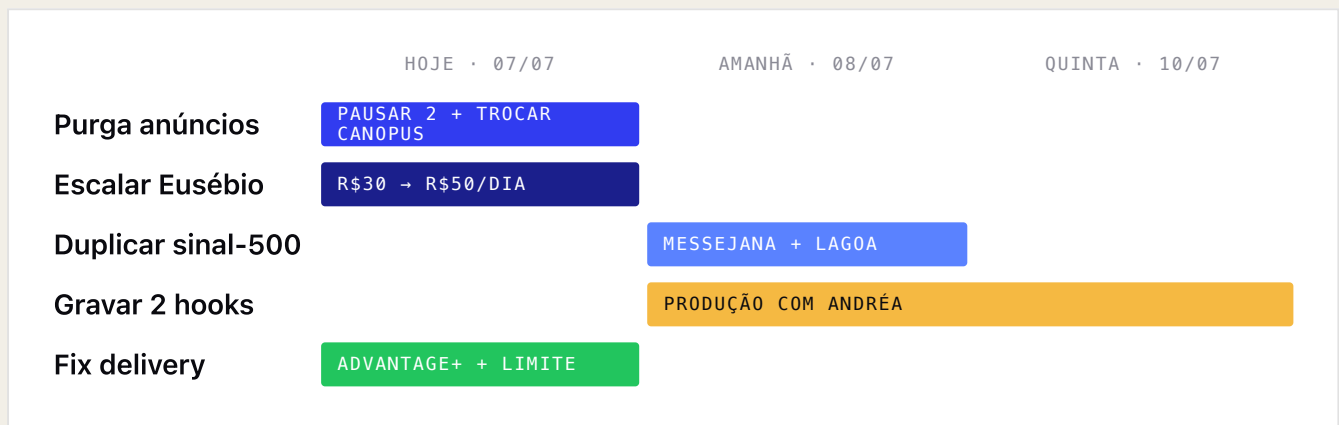 HOJE · 07/07
AMANHÃ · 08/07
QUINTA · 10/07
Purga anúncios
PAUSAR 2 + TROCAR
CANOPUS
Escalar Eusébio
R$30 → R$50/DIA
Duplicar sinal-500
MESSEJANA + LAGOA
Gravar 2 hooks
PRODUÇÃO COM ANDRÉA
Fix delivery
ADVANTAGE+ + LIMITE